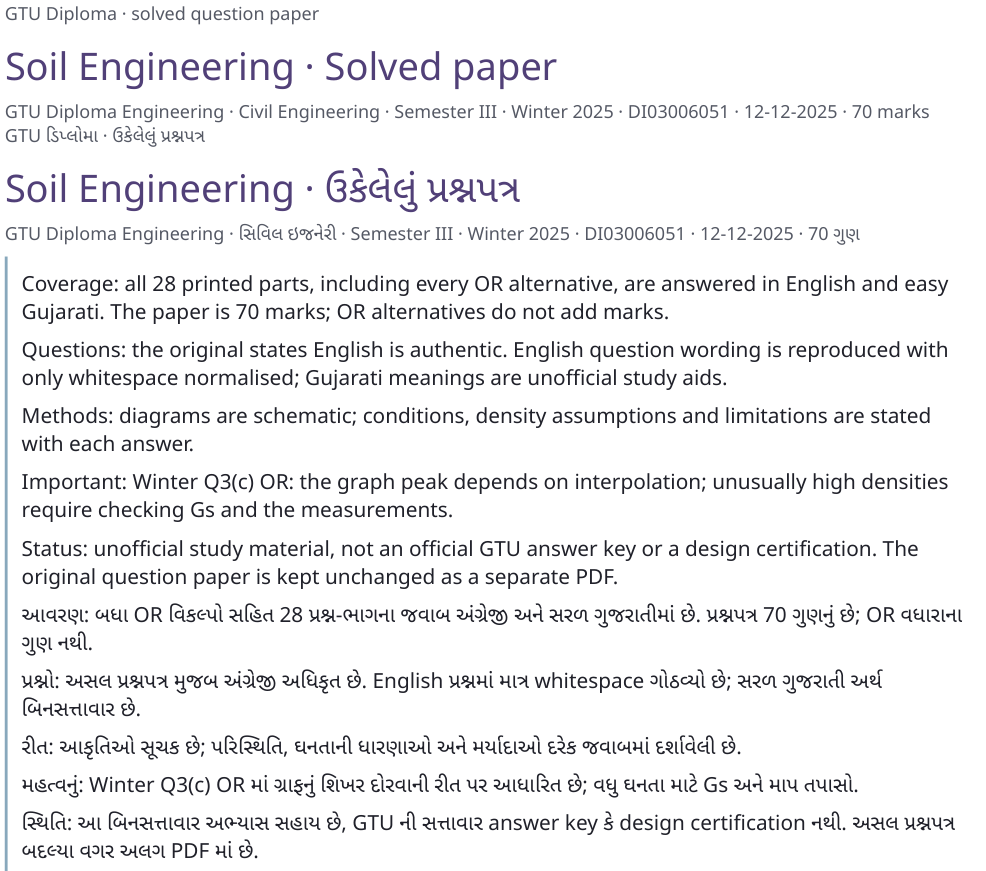 GTU Diploma · solved question paper
Soil Engineering · Solved paper
GTU Diploma Engineering · Civil Engineering · Semester III · Winter 2025 · DI03006051 · 12-12-2025 · 70 marks
GTU ડિપ્લોમા · ઉકેલેલું પ્રશ્નપત્ર
Soil Engineering · ઉકેલેલું પ્રશ્નપત્ર
GTU Diploma Engineering · સિવિલ ઇજનેરી · Semester III · Winter 2025 · DI03006051 · 12-12-2025 · 70 ગુણ
Coverage: all 28 printed parts, including every OR alternative, are answered in English and easy
Gujarati. The paper is 70 marks; OR alternatives do not add marks.
Questions: the original states English is authentic. English question wording is reproduced with
only whitespace normalised; Gujarati meanings are unofficial study aids.
Methods: diagrams are schematic; conditions, density assumptions and limitations are stated
with each answer.
Important: Winter Q3(c) OR: the graph peak depends on interpolation; unusually high densities
require checking Gs and the measurements.
Status: unofficial study material, not an official GTU answer key or a design certification. The
original question paper is kept unchanged as a separate PDF.
આવરણ: બધા OR વિકલ્પો સહિત 28 પ્રશ્ન-ભાગના જવાબ અંગ્રેજી અને સરળ ગુજરાતીમાં છે. પ્રશ્નપત્ર 70 ગુણનું છે; OR વધારાના
ગુણ નથી.
પ્રશ્નો: અસલ પ્રશ્નપત્ર મુજબ અંગ્રેજી અધિકૃત છે. English પ્રશ્નમાં માત્ર whitespace ગોઠવ્યો છે; સરળ ગુજરાતી અર્થ
બિનસત્તાવાર છે.
રીત: આકૃતિઓ સૂચક છે; પરિસ્થિતિ, ઘનતાની ધારણાઓ અને મર્યાદાઓ દરેક જવાબમાં દર્શાવેલી છે.
મહત્વનું: Winter Q3(c) OR માં ગ્રાફનું શિખર દોરવાની રીત પર આધારિત છે; વધુ ઘનતા માટે Gs અને માપ તપાસો.
સ્થિતિ: આ બિનસત્તાવાર અભ્યાસ સહાય છે, GTU ની સત્તાવાર answer key કે design certification નથી. અસલ પ્રશ્નપત્ર
બદલ્યા વગર અલગ PDF માં છે.